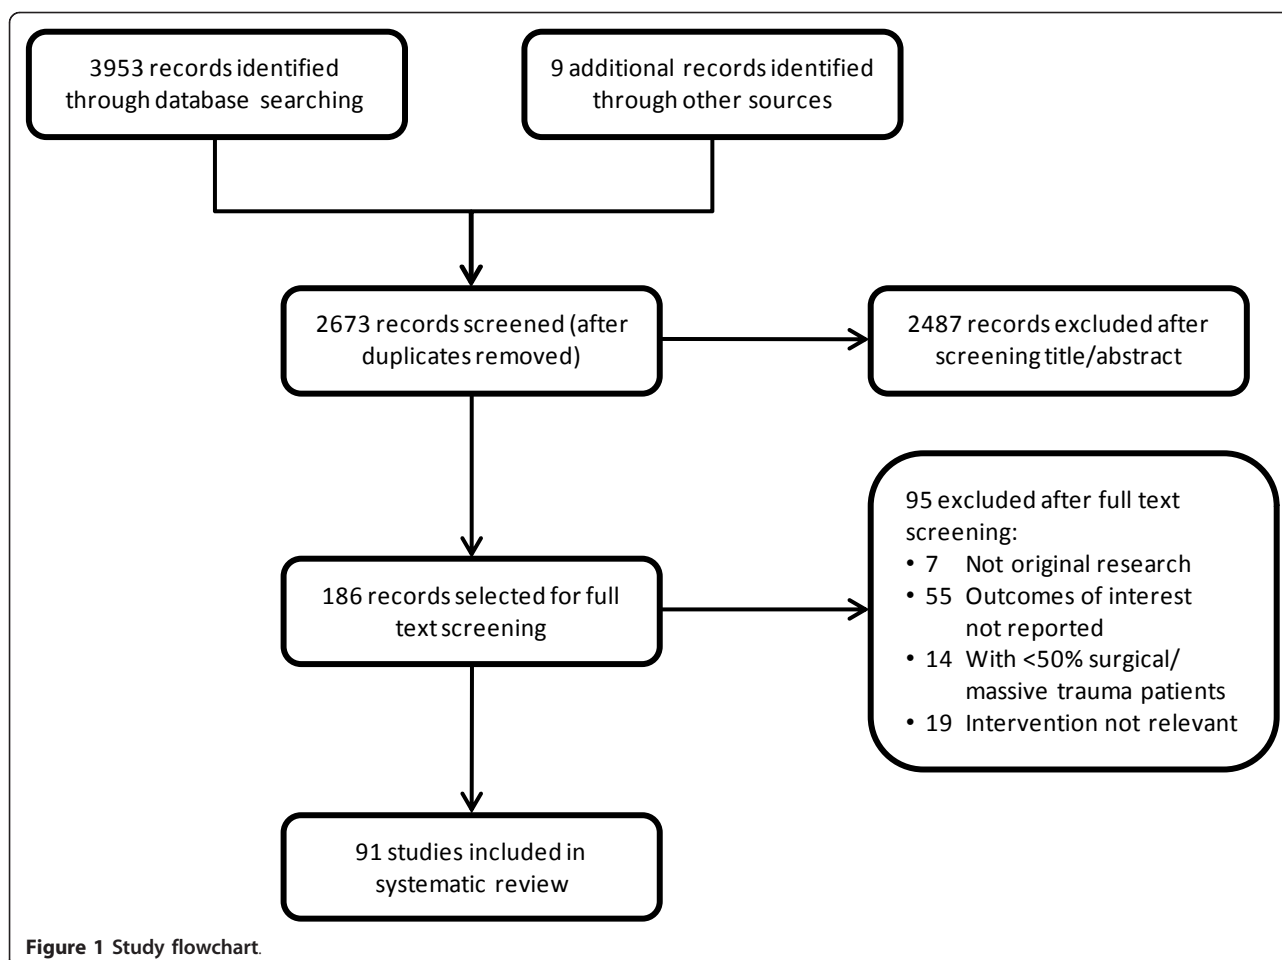 3953 records identified
through database searching
9 additional records identified
through other sources
2673 records screened (after
duplicates removed)
2487 records excluded after
screening title/abstract
95 excluded after full text
screening:
• 7 Not original research
• 55 Outcomes of interest
not reported
• 14 With <50% surgical/
massive trauma patients
• 19 Intervention not relevant
186 records selected for full
text screening
91 studies included in
systematic review
Figure 1 Study flowchart.